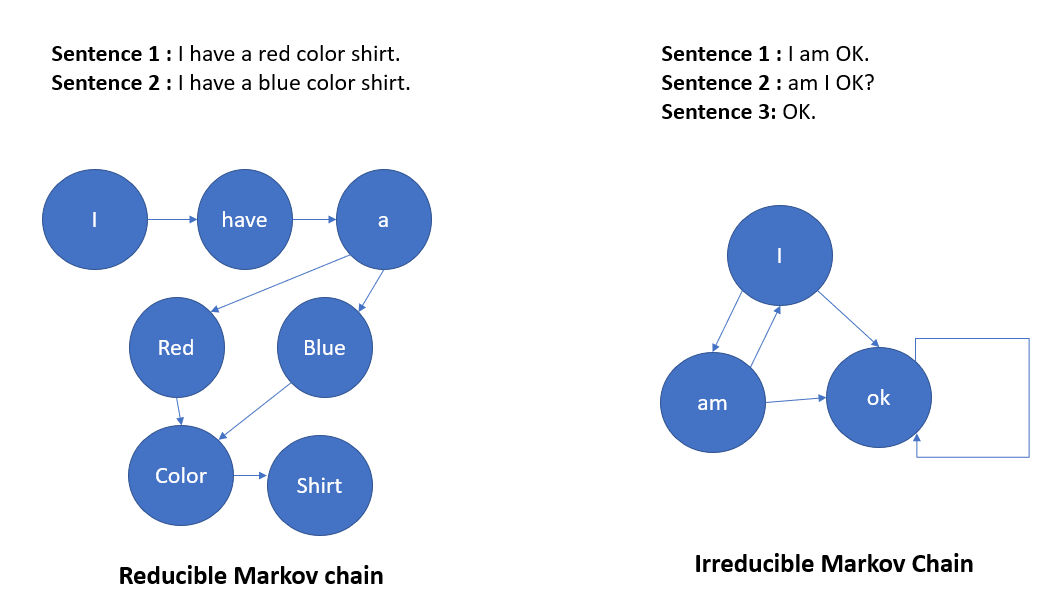 Sentence 1 : I have a red color shirt.
Sentence 2 : I have a blue color shirt.
Sentence 1 : I am OK.
Sentence 2 : am I OK?
Sentence 3: OK.
I
have
a
Red
Blue
Color
Shirt
Reducible Markov chain
I
am
ok
Irreducible Markov Chain